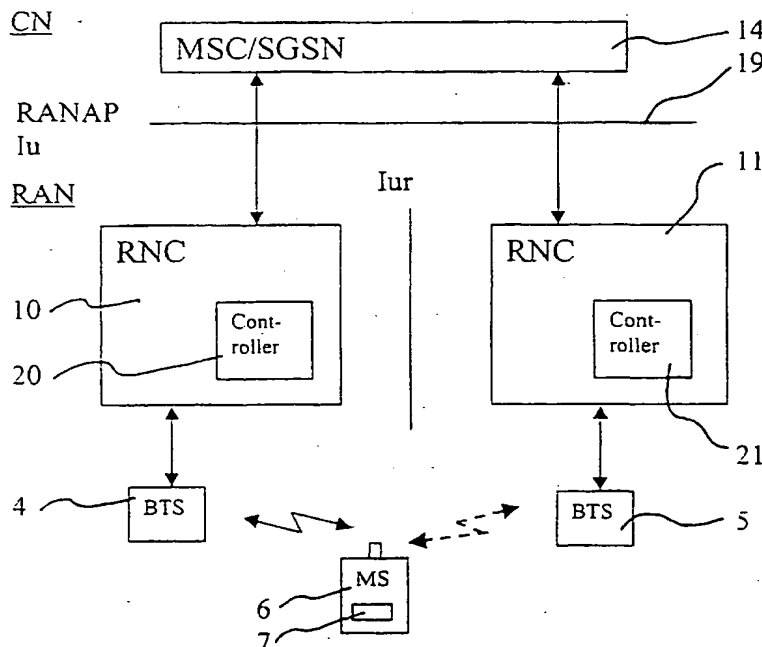 CN
MSC/SGSN
14
19
RANAP
Iu
RAN
Iur
11
RNC
RNC
10
Cont-
roller
Cont-
roller
20
21
4
BTS
BTS
5
MS
6
7